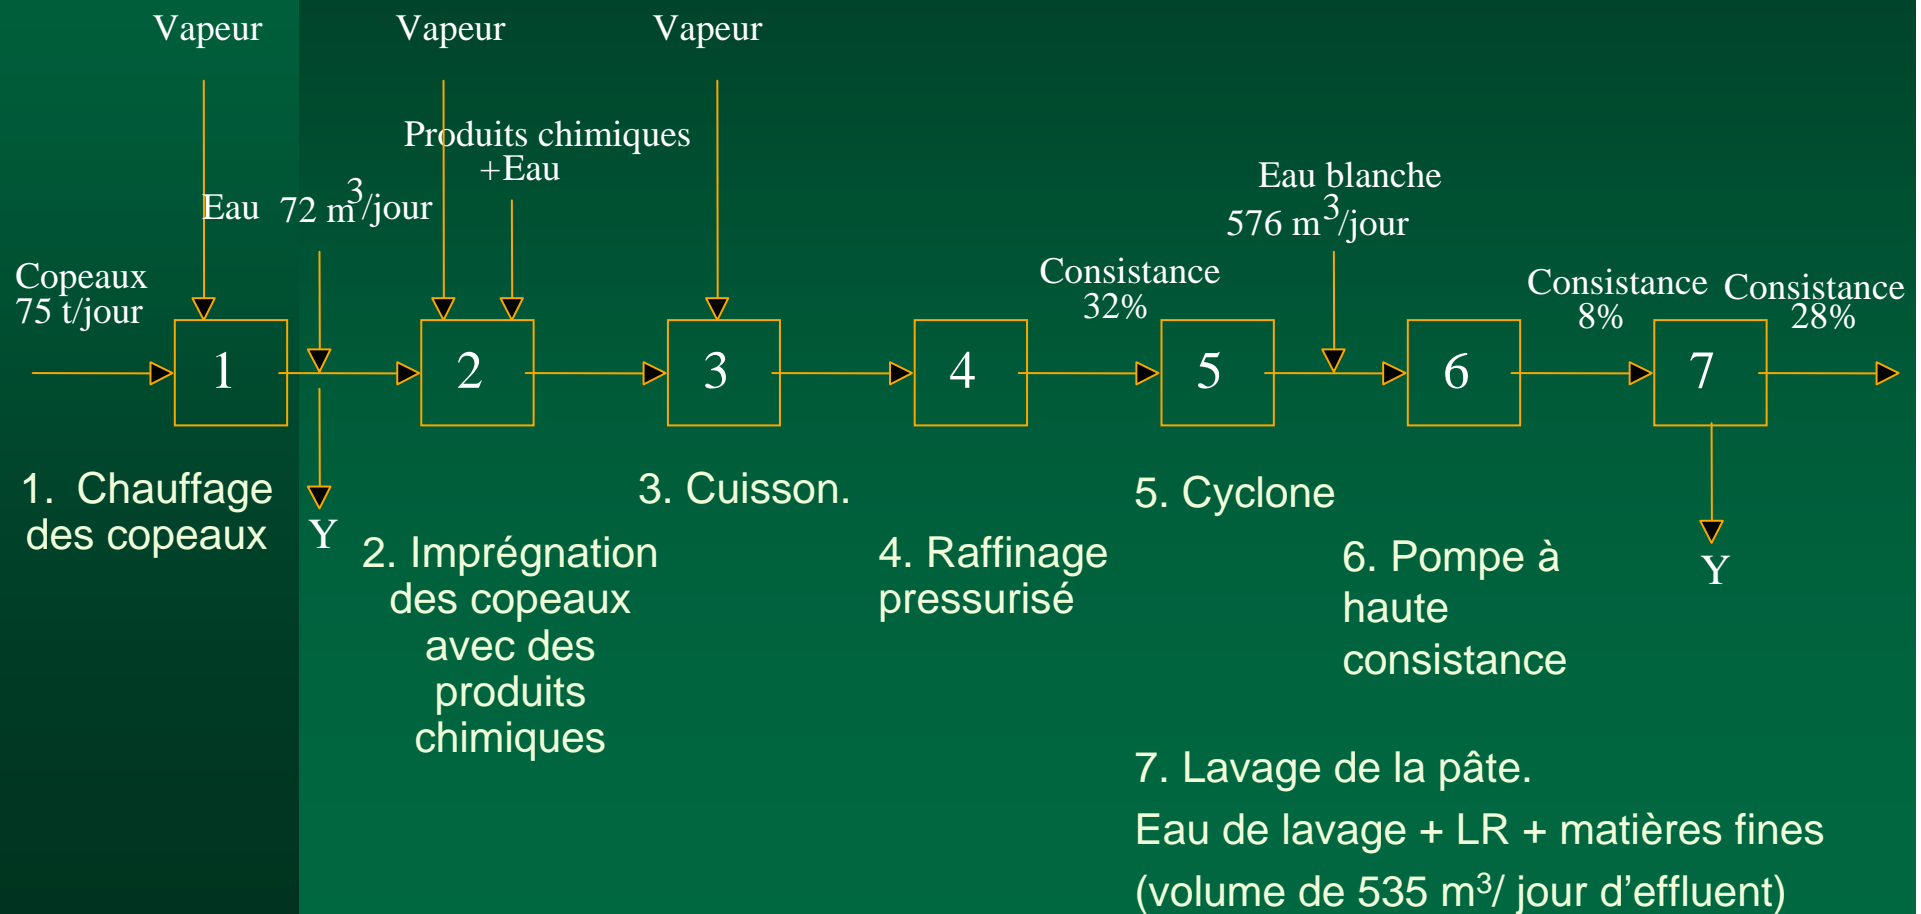 Vapeur
Vapeur
Vapeur
Produits chimiques
+Eau
Eau 72 m3/jour
Eau blanche
576 m3/jour
Copeaux
75 t/jour
Consistance
32%
Consistance
8%
Consistance
28%
1
2
3
4
5
6
7
Y
Y
1. Chauffage
des copeaux
2. Imprégnation
des copeaux
avec des
produits
chimiques
3. Cuisson.
4. Raffinage
pressurisé
5. Cyclone
6. Pompe à
haute
consistance
7. Lavage de la pâte.
Eau de lavage + LR + matières fines
(volume de 535 m3/ jour d'effluent)